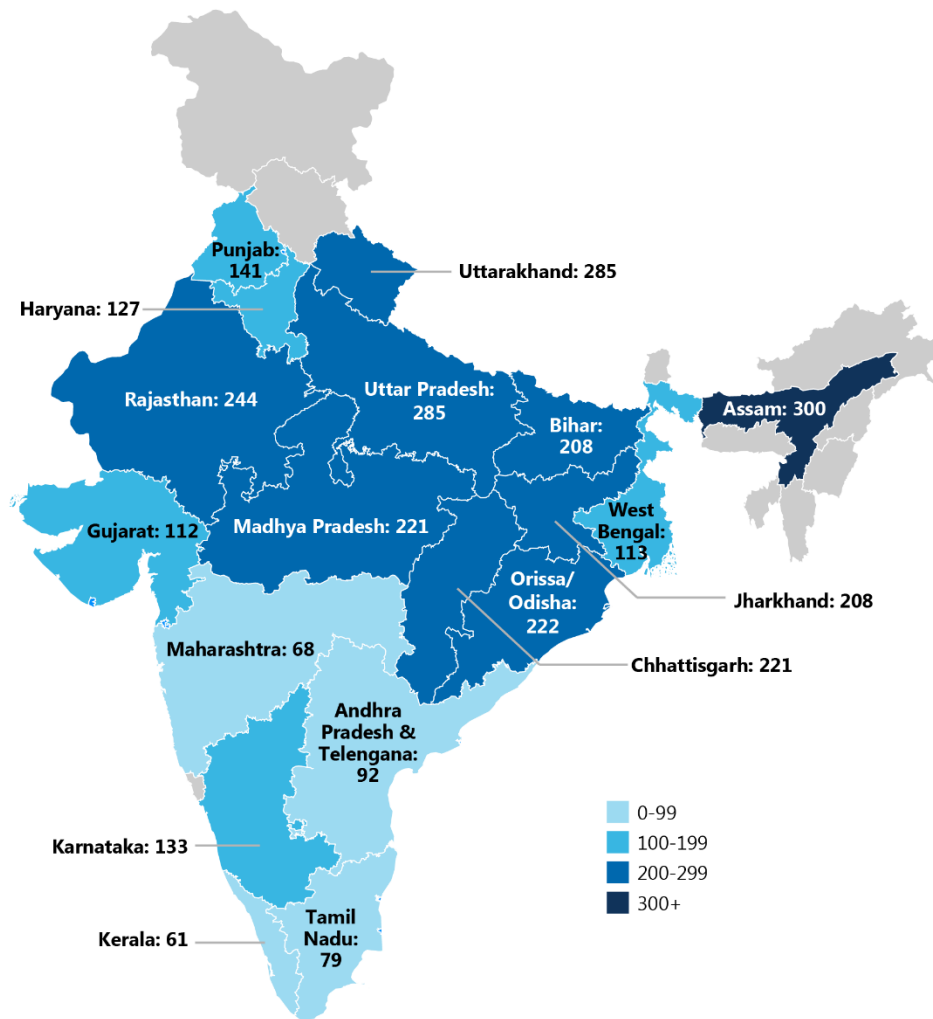 Punjab:
141
Uttarakhand: 285
Haryana: 127
Rajasthan: 244
Uttar Pradesh:
285
Assam: 300
Bihar:
208
Gujarat: 112
Madhya Pradesh: 221
West
Bengal:
113
Orissa/
Odisha:
222
Jharkhand: 208
Maharashtra: 68
Chhattisgarh: 221
Andhra
Pradesh &
Telengana:
92
Karnataka: 133
Kerala: 61
Tamil
Nadu:
79
0-99
100-199
200-299
300+